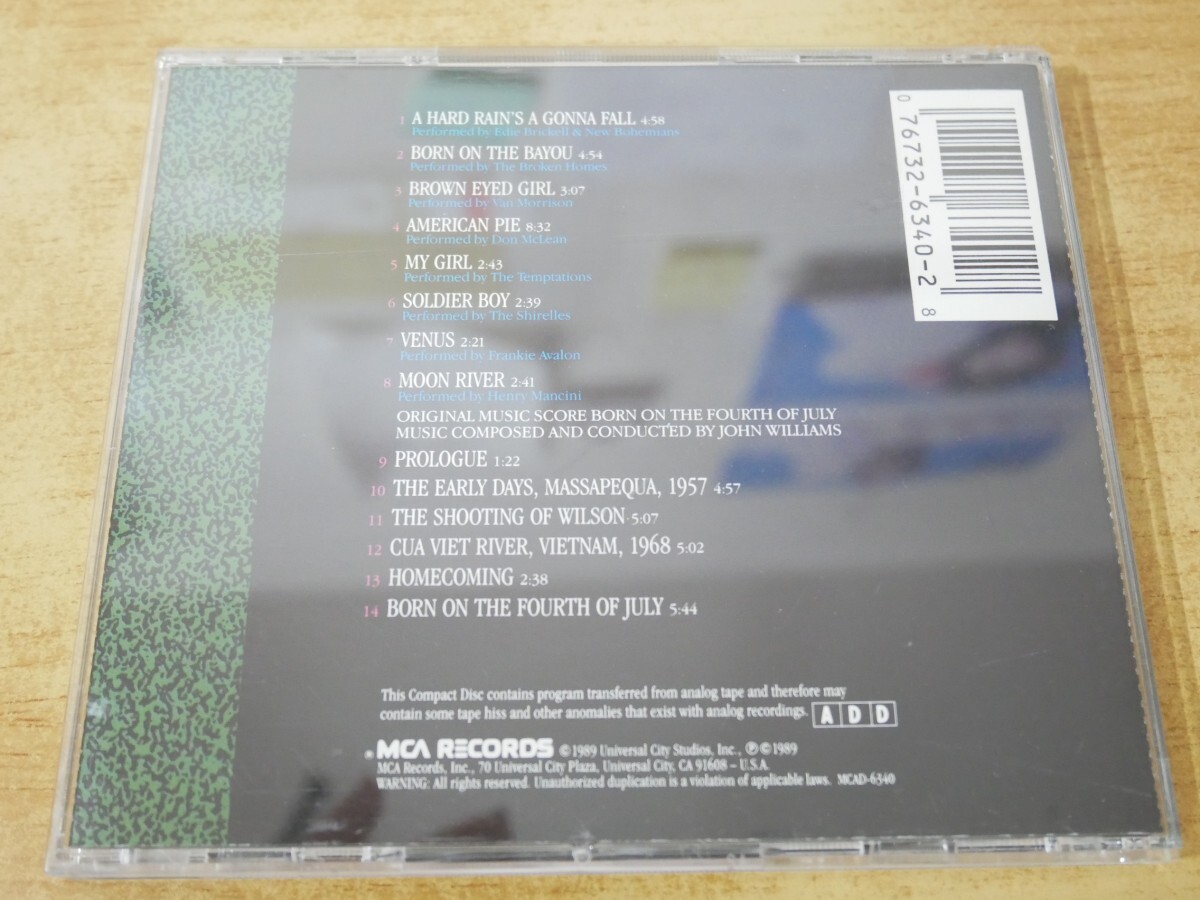 1 A HARD RAIN'S A GONNA FALL 4:58
Performed by Edie Brickell & New Bohemians
2 BORN ON THE BAYOU 4:54
Performed by The Broken Homes
3 BROWN EYED GIRL 3:07
Performed by Van Morrison
4 AMERICAN PIE 8:32
Performed by Don McLean
5 MY GIRL 2:43
Performed by The Temptations
6 SOLDIER BOY 2:39
Performed by The Shirelles
7 VENUS 2:21
Performed by Frankie Avalon
8 MOON RIVER 2:41
Performed by Henry Mancini
ORIGINAL MUSIC SCORE BORN ON THE FOURTH OF JULY
MUSIC COMPOSED AND CONDUCTED BY JOHN WILLIAMS
9 PROLOGUE 1:22
10 THE EARLY DAYS, MASSAPEQUA, 1957 4:57
11 THE SHOOTING OF WILSON 5:07
12 CUA VIET RIVER, VIETNAM, 1968 5:02
13 HOMECOMING 2:38
14 BORN ON THE FOURTH OF JULY 5:44
0 76732-6340-2 8
This Compact Disc contains program transferred from analog tape and therefore may
contain some tape hiss and other anomalies that exist with analog recordings. ADD
MCA RECORDS ©1989 Universal City Studios, Inc., ℗©1989
MCA Records, Inc., 70 Universal City Plaza, Universal City, CA 91608 – U.S.A.
WARNING: All rights reserved. Unauthorized duplication is a violation of applicable laws. MCAD-6340